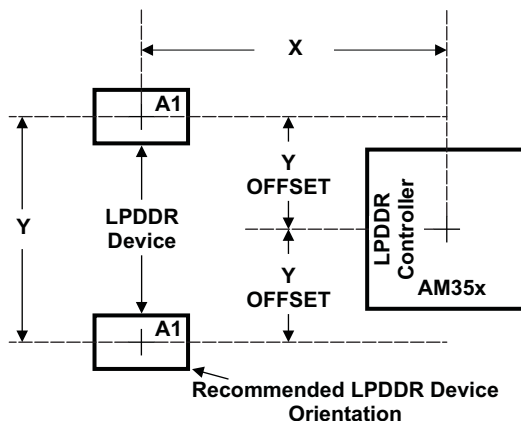 X
A1
Y
OFFSET
Y
LPDDR
Device
LPDDR
Controller
AM35x
Y
OFFSET
A1
Recommended LPDDR Device
Orientation